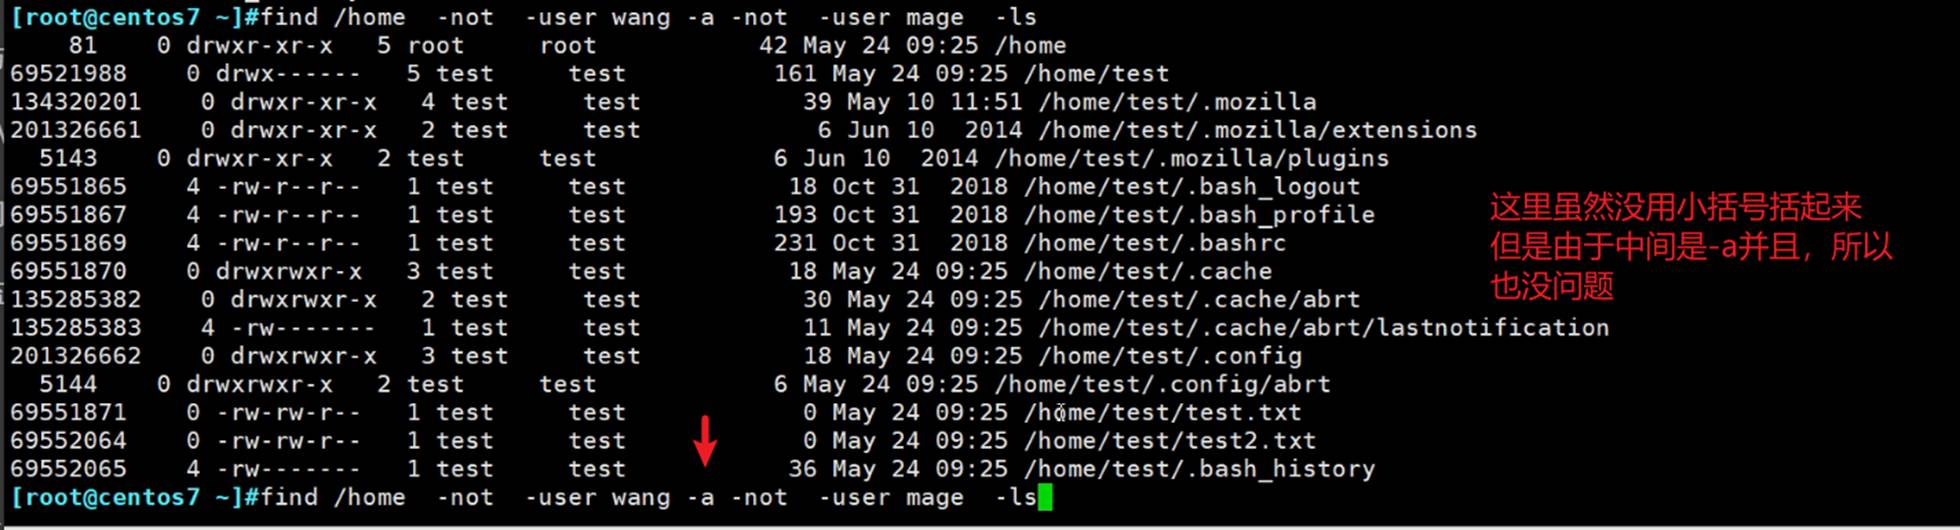 [root@centos7 ~]#find /home  -not  -user wang -a -not  -user mage  -ls
    81    0 drwxr-xr-x   5 root     root           42 May 24 09:25 /home
69521988    0 drwx------   5 test     test          161 May 24 09:25 /home/test
134320201    0 drwxr-xr-x   4 test     test           39 May 10 11:51 /home/test/.mozilla
201326661    0 drwxr-xr-x   2 test     test            6 Jun 10  2014 /home/test/.mozilla/extensions
  5143    0 drwxr-xr-x   2 test     test            6 Jun 10  2014 /home/test/.mozilla/plugins
69551865    4 -rw-r--r--   1 test     test           18 Oct 31  2018 /home/test/.bash_logout
69551867    4 -rw-r--r--   1 test     test          193 Oct 31  2018 /home/test/.bash_profile
69551869    4 -rw-r--r--   1 test     test          231 Oct 31  2018 /home/test/.bashrc
69551870    0 drwxrwxr-x   3 test     test           18 May 24 09:25 /home/test/.cache
135285382    0 drwxrwxr-x   2 test     test           30 May 24 09:25 /home/test/.cache/abrt
135285383    4 -rw-------   1 test     test           11 May 24 09:25 /home/test/.cache/abrt/lastnotification
201326662    0 drwxrwxr-x   3 test     test           18 May 24 09:25 /home/test/.config
  5144    0 drwxrwxr-x   2 test     test            6 May 24 09:25 /home/test/.config/abrt
69551871    0 -rw-rw-r--   1 test     test            0 May 24 09:25 /home/test/test.txt
69552064    0 -rw-rw-r--   1 test     test            0 May 24 09:25 /home/test/test2.txt
69552065    4 -rw-------   1 test     test           36 May 24 09:25 /home/test/.bash_history
[root@centos7 ~]#find /home  -not  -user wang -a -not  -user mage  -ls
这里虽然没用小括号括起来
但是由于中间是-a并且，所以
也没问题